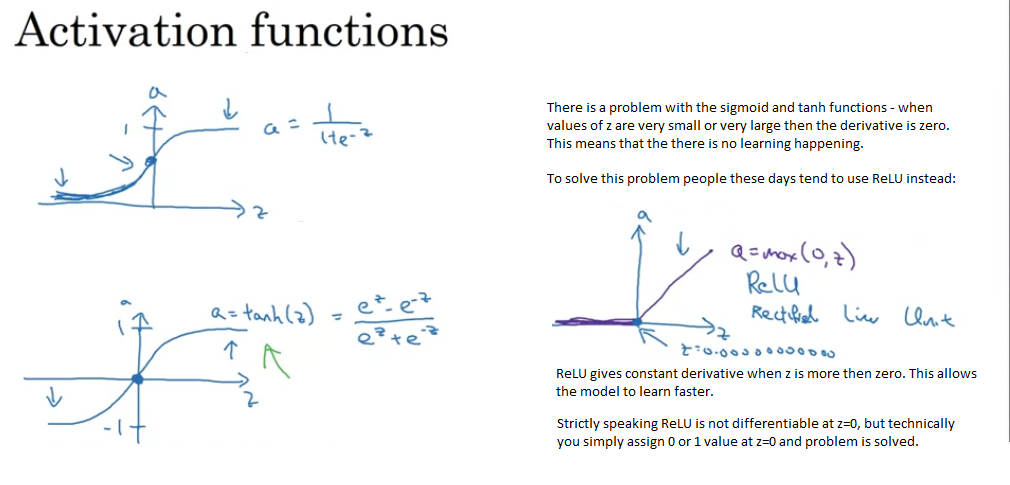 Activation functions
a
1
a = 1/(1+e^-z)
z
a
1
a = tanh(z) = (e^z - e^-z)/(e^z + e^-z)
z
-1
There is a problem with the sigmoid and tanh functions - when
values of z are very small or very large then the derivative is zero.
This means that the there is no learning happening.
To solve this problem people these days tend to use ReLU instead:
a
a = max(0,z)
ReLU
z
z=0.00000000000
ReLU gives constant derivative when z is more then zero. This allows
the model to learn faster.
Strictly speaking ReLU is not differentiable at z=0, but technically
you simply assign 0 or 1 value at z=0 and problem is solved.